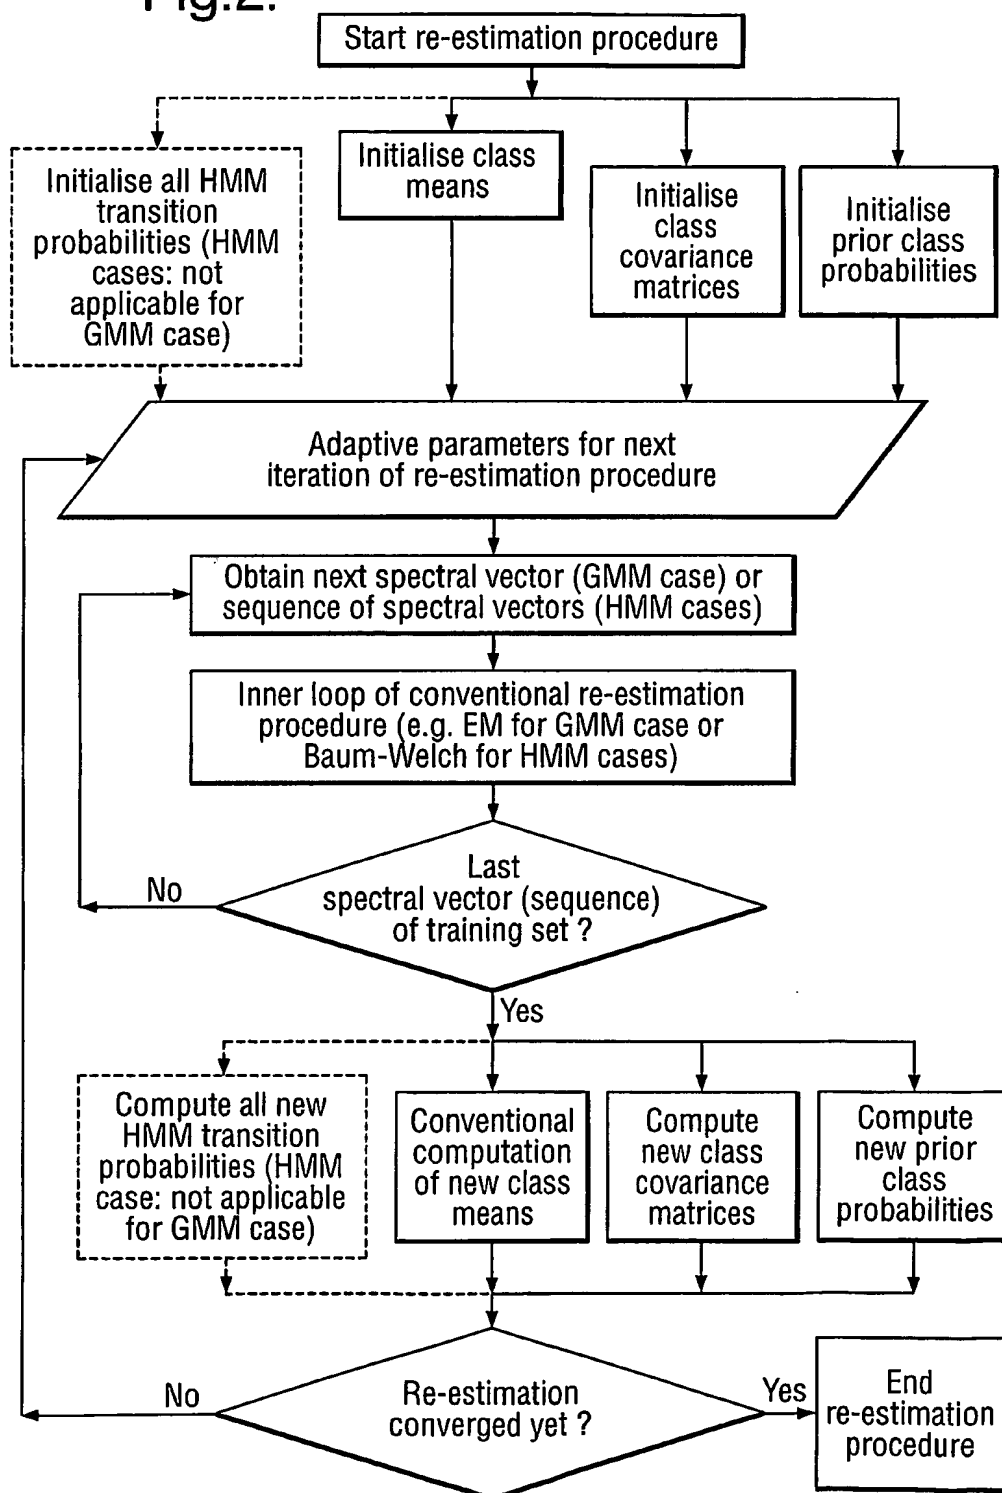 Fig.2.
Start re-estimation procedure
Initialise all HMM
transition
probabilities (HMM
cases: not
applicable for
GMM case)
Initialise class
means
Initialise
class
covariance
matrices
Initialise
prior class
probabilities
Adaptive parameters for next
iteration of re-estimation procedure
Obtain next spectral vector (GMM case) or
sequence of spectral vectors (HMM cases)
Inner loop of conventional re-estimation
procedure (e.g. EM for GMM case or
Baum-Welch for HMM cases)
Last
spectral vector (sequence)
of training set ?
No
Yes
Compute all new
HMM transition
probabilities (HMM
case: not applicable
for GMM case)
Conventional
computation
of new class
means
Compute
new class
covariance
matrices
Compute
new prior
class
probabilities
Re-estimation
converged yet ?
No
Yes
End
re-estimation
procedure